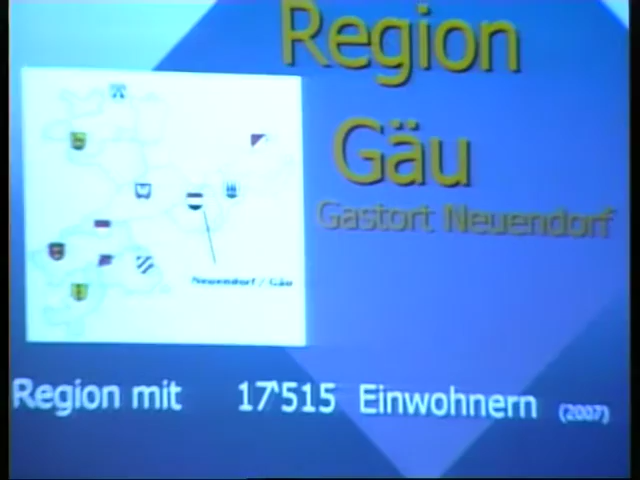 Region
Gäu
Gastort Neuendorf
Neuendorf / Gäu
Region mit 17'515 Einwohnern (2007)